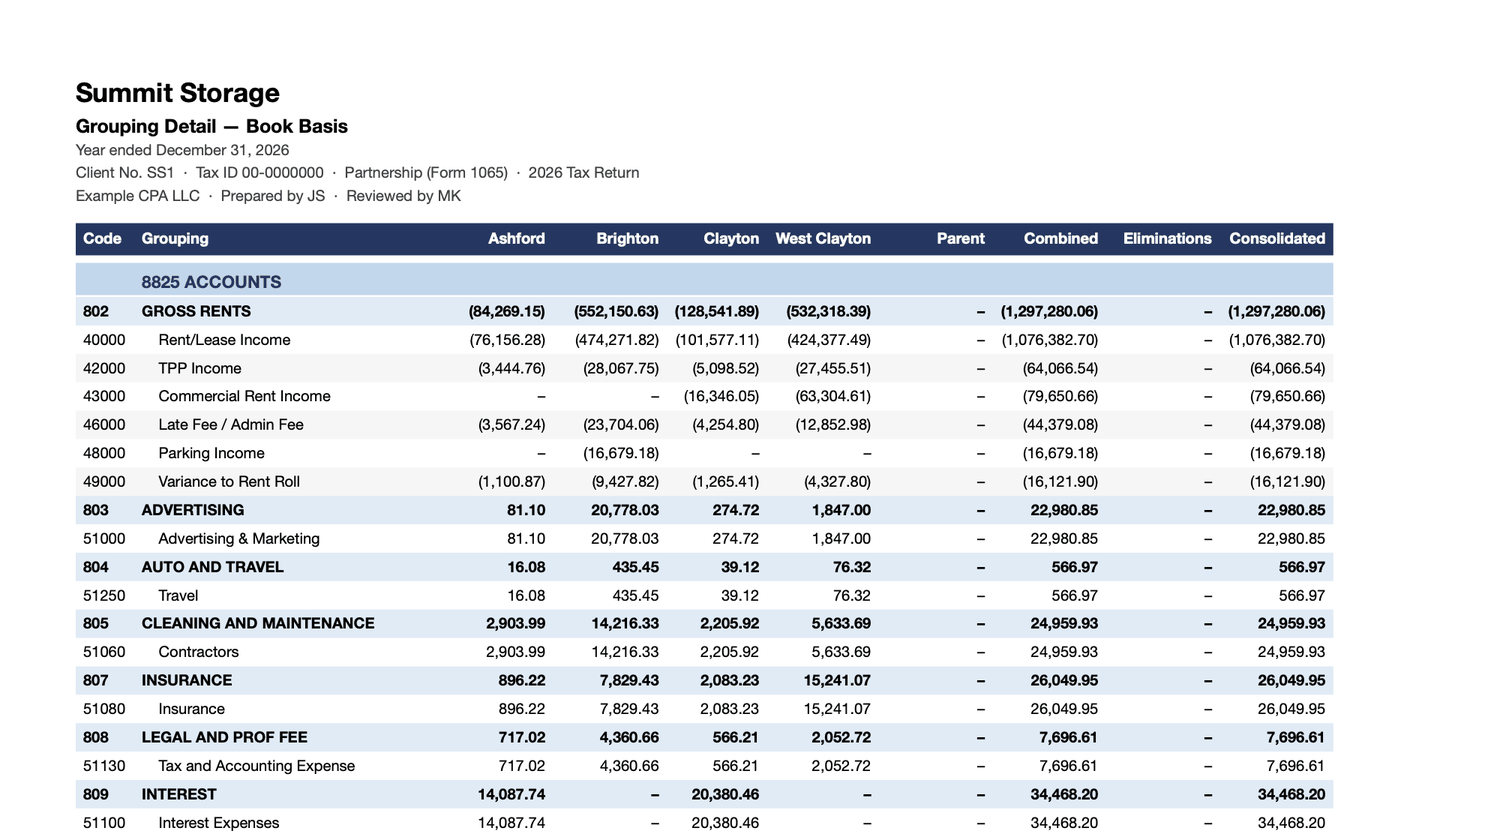 Summit Storage
Grouping Detail — Book Basis
Year ended December 31, 2026
Client No. SS1 · Tax ID 00-0000000 · Partnership (Form 1065) · 2026 Tax Return
Example CPA LLC · Prepared by JS · Reviewed by MK
Code Grouping Ashford Brighton Clayton West Clayton Parent Combined Eliminations Consolidated
8825 ACCOUNTS
802 GROSS RENTS (84,269.15) (552,150.63) (128,541.89) (532,318.39) – (1,297,280.06) – (1,297,280.06)
40000 Rent/Lease Income (76,156.28) (474,271.82) (101,577.11) (424,377.49) – (1,076,382.70) – (1,076,382.70)
42000 TPP Income (3,444.76) (28,067.75) (5,098.52) (27,455.51) – (64,066.54) – (64,066.54)
43000 Commercial Rent Income – – (16,346.05) (63,304.61) – (79,650.66) – (79,650.66)
46000 Late Fee / Admin Fee (3,567.24) (23,704.06) (4,254.80) (12,852.98) – (44,379.08) – (44,379.08)
48000 Parking Income – (16,679.18) – – – (16,679.18) – (16,679.18)
49000 Variance to Rent Roll (1,100.87) (9,427.82) (1,265.41) (4,327.80) – (16,121.90) – (16,121.90)
803 ADVERTISING 81.10 20,778.03 274.72 1,847.00 – 22,980.85 – 22,980.85
51000 Advertising & Marketing 81.10 20,778.03 274.72 1,847.00 – 22,980.85 – 22,980.85
804 AUTO AND TRAVEL 16.08 435.45 39.12 76.32 – 566.97 – 566.97
51250 Travel 16.08 435.45 39.12 76.32 – 566.97 – 566.97
805 CLEANING AND MAINTENANCE 2,903.99 14,216.33 2,205.92 5,633.69 – 24,959.93 – 24,959.93
51060 Contractors 2,903.99 14,216.33 2,205.92 5,633.69 – 24,959.93 – 24,959.93
807 INSURANCE 896.22 7,829.43 2,083.23 15,241.07 – 26,049.95 – 26,049.95
51080 Insurance 896.22 7,829.43 2,083.23 15,241.07 – 26,049.95 – 26,049.95
808 LEGAL AND PROF FEE 717.02 4,360.66 566.21 2,052.72 – 7,696.61 – 7,696.61
51130 Tax and Accounting Expense 717.02 4,360.66 566.21 2,052.72 – 7,696.61 – 7,696.61
809 INTEREST 14,087.74 – 20,380.46 – – 34,468.20 – 34,468.20
51100 Interest Expenses 14,087.74 – 20,380.46 – – 34,468.20 – 34,468.20